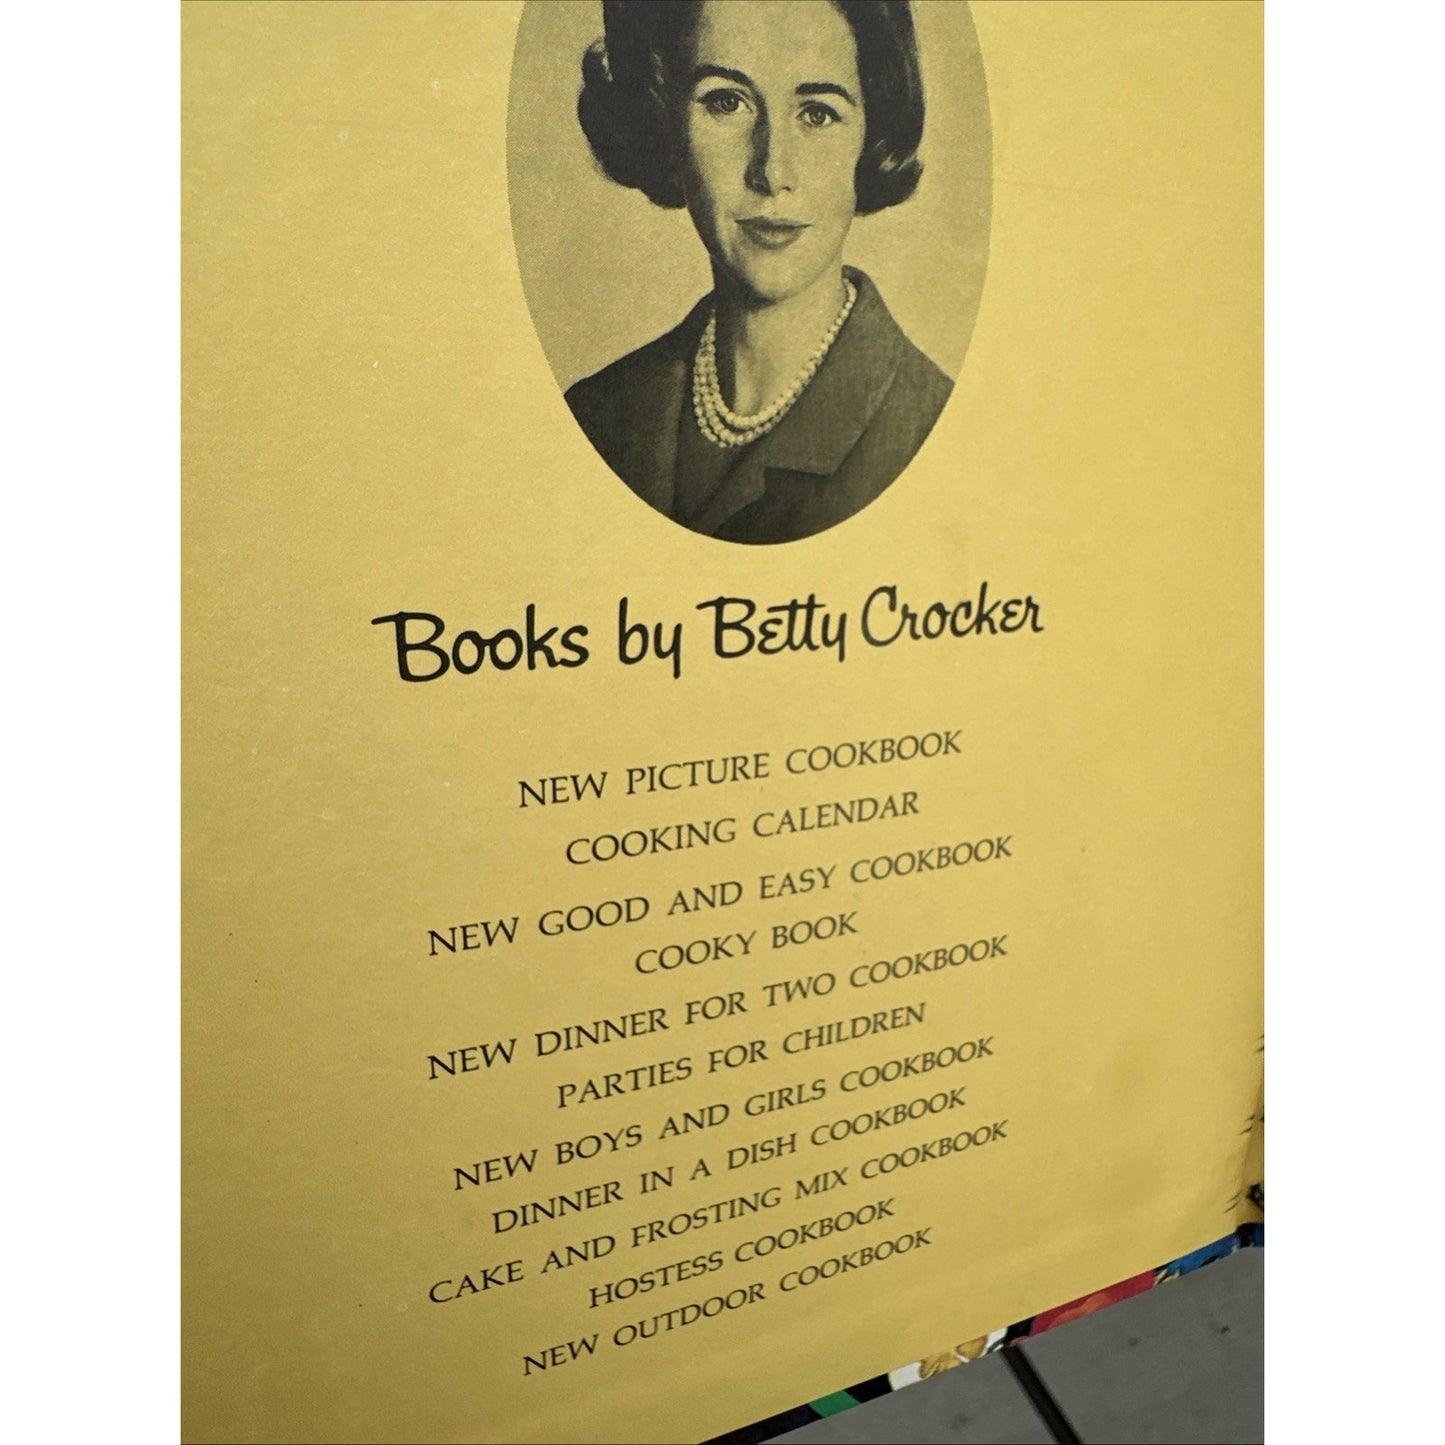 Books by Betty Crocker
NEW PICTURE COOKBOOK
COOKING CALENDAR
NEW GOOD AND EASY COOKBOOK
COOKY BOOK
NEW DINNER FOR TWO COOKBOOK
PARTIES FOR CHILDREN
NEW BOYS AND GIRLS COOKBOOK
DINNER IN A DISH COOKBOOK
CAKE AND FROSTING MIX COOKBOOK
HOSTESS COOKBOOK
NEW OUTDOOR COOKBOOK